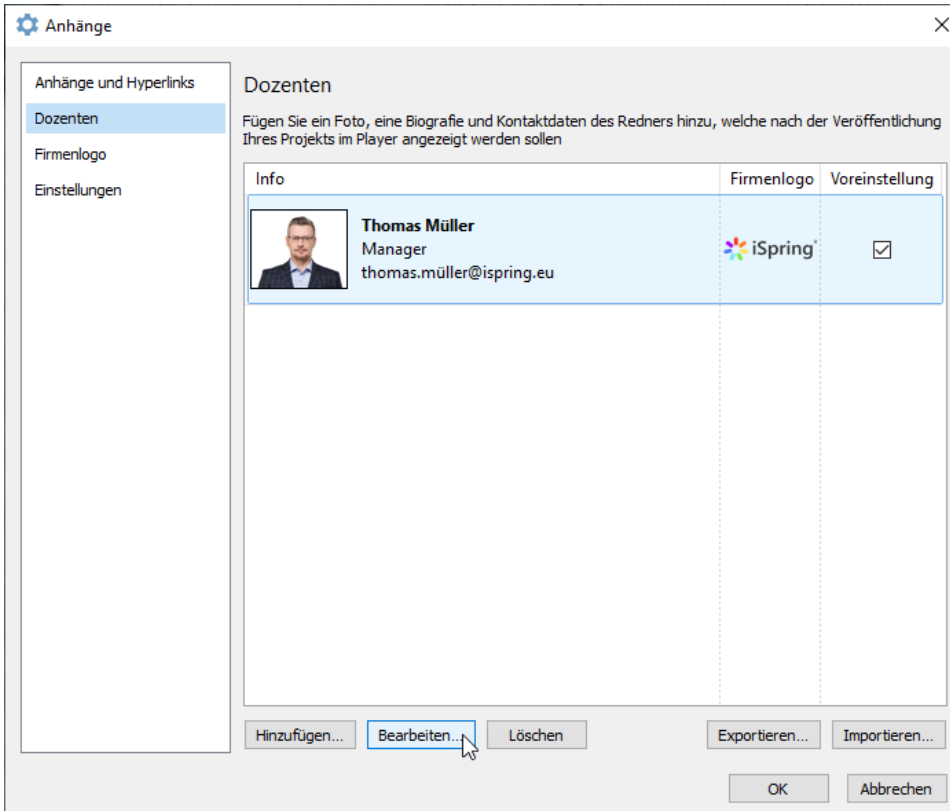 Anhänge
Anhänge und Hyperlinks
Dozenten
Firmenlogo
Einstellungen
Dozenten
Fügen Sie ein Foto, eine Biografie und Kontaktdaten des Redners hinzu, welche nach der Veröffentlichung
Ihres Projekts im Player angezeigt werden sollen
Info Firmenlogo Voreinstellung
Thomas Müller
Manager
thomas.müller@ispring.eu
iSpring
Hinzufügen... Bearbeiten... Löschen Exportieren... Importieren...
OK Abbrechen